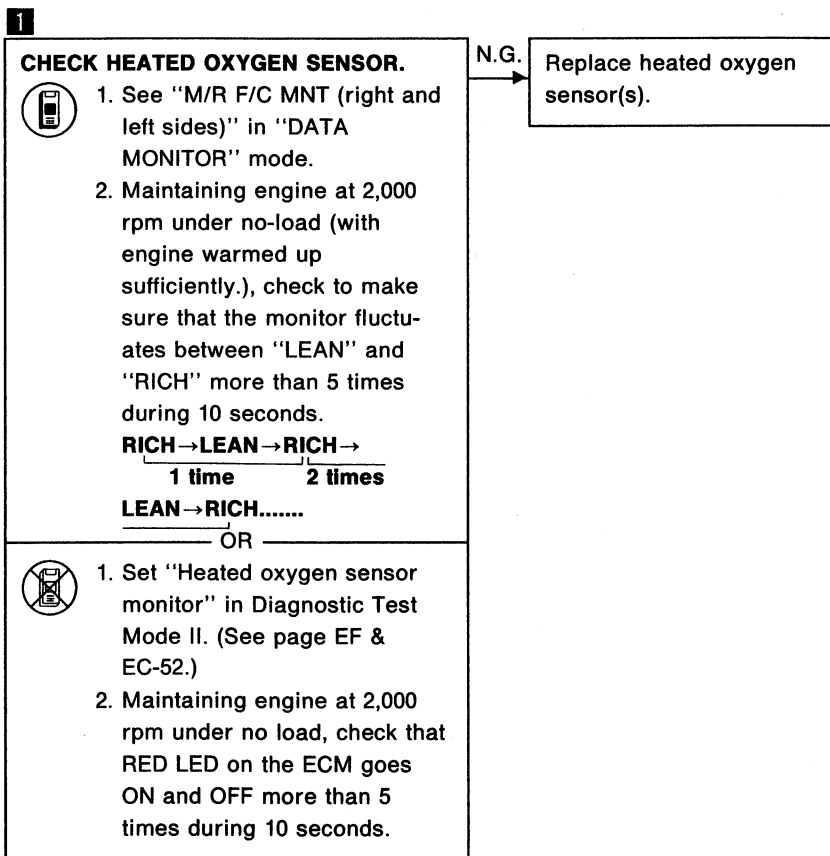 1
CHECK HEATED OXYGEN SENSOR.
1. See "M/R F/C MNT (right and
left sides)" in "DATA
MONITOR" mode.
2. Maintaining engine at 2,000
rpm under no-load (with
engine warmed up
sufficiently.), check to make
sure that the monitor fluctu-
ates between "LEAN" and
"RICH" more than 5 times
during 10 seconds.
RICH→LEAN→RICH→
1 time 2 times
LEAN→RICH.......
OR
1. Set "Heated oxygen sensor
monitor" in Diagnostic Test
Mode II. (See page EF &
EC-52.)
2. Maintaining engine at 2,000
rpm under no load, check that
RED LED on the ECM goes
ON and OFF more than 5
times during 10 seconds.
N.G.
Replace heated oxygen
sensor(s).